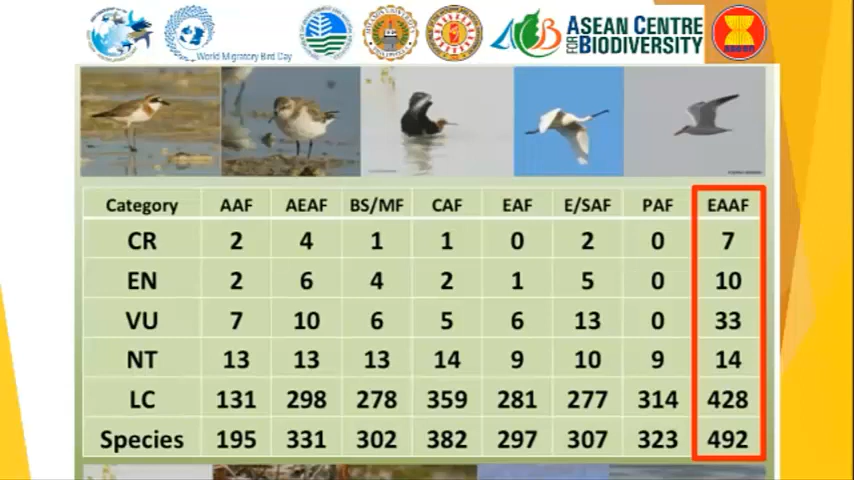 World Migratory Bird Day
ASEAN CENTRE
FOR BIODIVERSITY
Category AAF AEAF BS/MF CAF EAF E/SAF PAF EAAF
CR 2 4 1 1 0 2 0 7
EN 2 6 4 2 1 5 0 10
VU 7 10 6 5 6 13 0 33
NT 13 13 13 14 9 10 9 14
LC 131 298 278 359 281 277 314 428
Species 195 331 302 382 297 307 323 492